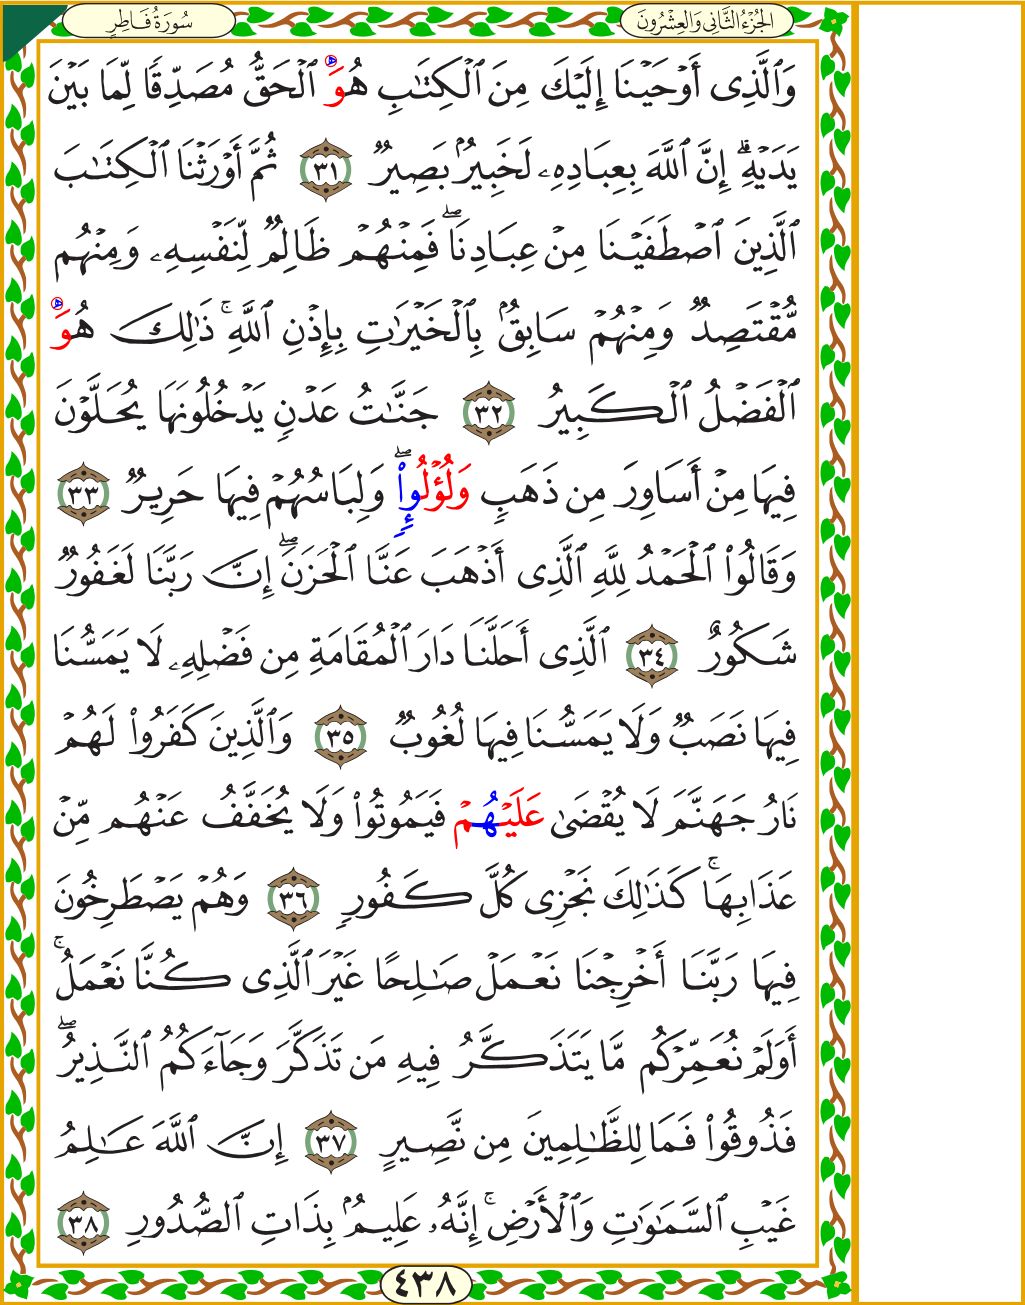 سُورَةُ فَاطِرٍ
الجُزْءُ الثَّانِي وَالعِشْرُونَ
وَٱلَّذِىٓ أَوۡحَيۡنَآ إِلَيۡكَ مِنَ ٱلۡكِتَٰبِ هُوَ ٱلۡحَقُّ مُصَدِّقٗا لِّمَا بَيۡنَ
يَدَيۡهِۗ إِنَّ ٱللَّهَ بِعِبَادِهِۦ لَخَبِيرُۢ بَصِيرٞ ٣١ ثُمَّ أَوۡرَثۡنَا ٱلۡكِتَٰبَ
ٱلَّذِينَ ٱصۡطَفَيۡنَا مِنۡ عِبَادِنَاۖ فَمِنۡهُمۡ ظَالِمٞ لِّنَفۡسِهِۦ وَمِنۡهُم
مُّقۡتَصِدٞ وَمِنۡهُمۡ سَابِقُۢ بِٱلۡخَيۡرَٰتِ بِإِذۡنِ ٱللَّهِۚ ذَٰلِكَ هُوَ
ٱلۡفَضۡلُ ٱلۡكَبِيرُ ٣٢ جَنَّٰتُ عَدۡنٖ يَدۡخُلُونَهَا يُحَلَّوۡنَ
فِيهَا مِنۡ أَسَاوِرَ مِن ذَهَبٖ وَلُؤۡلُوإٖاْۖ وَلِبَاسُهُمۡ فِيهَا حَرِيرٞ ٣٣
وَقَالُواْ ٱلۡحَمۡدُ لِلَّهِ ٱلَّذِىٓ أَذۡهَبَ عَنَّا ٱلۡحَزَنَۖ إِنَّ رَبَّنَا لَغَفُورٞ
شَكُورٌ ٣٤ ٱلَّذِىٓ أَحَلَّنَا دَارَ ٱلۡمُقَامَةِ مِن فَضۡلِهِۦ لَا يَمَسُّنَا
فِيهَا نَصَبٞ وَلَا يَمَسُّنَا فِيهَا لُغُوبٞ ٣٥ وَٱلَّذِينَ كَفَرُواْ لَهُمۡ
نَارُ جَهَنَّمَ لَا يُقۡضَىٰ عَلَيۡهُمۡ فَيَمُوتُواْ وَلَا يُخَفَّفُ عَنۡهُم مِّنۡ
عَذَابِهَاۚ كَذَٰلِكَ نَجۡزِى كُلَّ كَفُورٖ ٣٦ وَهُمۡ يَصۡطَرِخُونَ
فِيهَا رَبَّنَآ أَخۡرِجۡنَا نَعۡمَلۡ صَٰلِحًا غَيۡرَ ٱلَّذِى كُنَّا نَعۡمَلُۚ
أَوَلَمۡ نُعَمِّرۡكُم مَّا يَتَذَكَّرُ فِيهِ مَن تَذَكَّرَ وَجَآءَكُمُ ٱلنَّذِيرُۖ
فَذُوقُواْ فَمَا لِلظَّٰلِمِينَ مِن نَّصِيرٍ ٣٧ إِنَّ ٱللَّهَ عَٰلِمُ
غَيۡبِ ٱلسَّمَٰوَٰتِ وَٱلۡأَرۡضِۚ إِنَّهُۥ عَلِيمُۢ بِذَاتِ ٱلصُّدُورِ ٣٨
٤٣٨